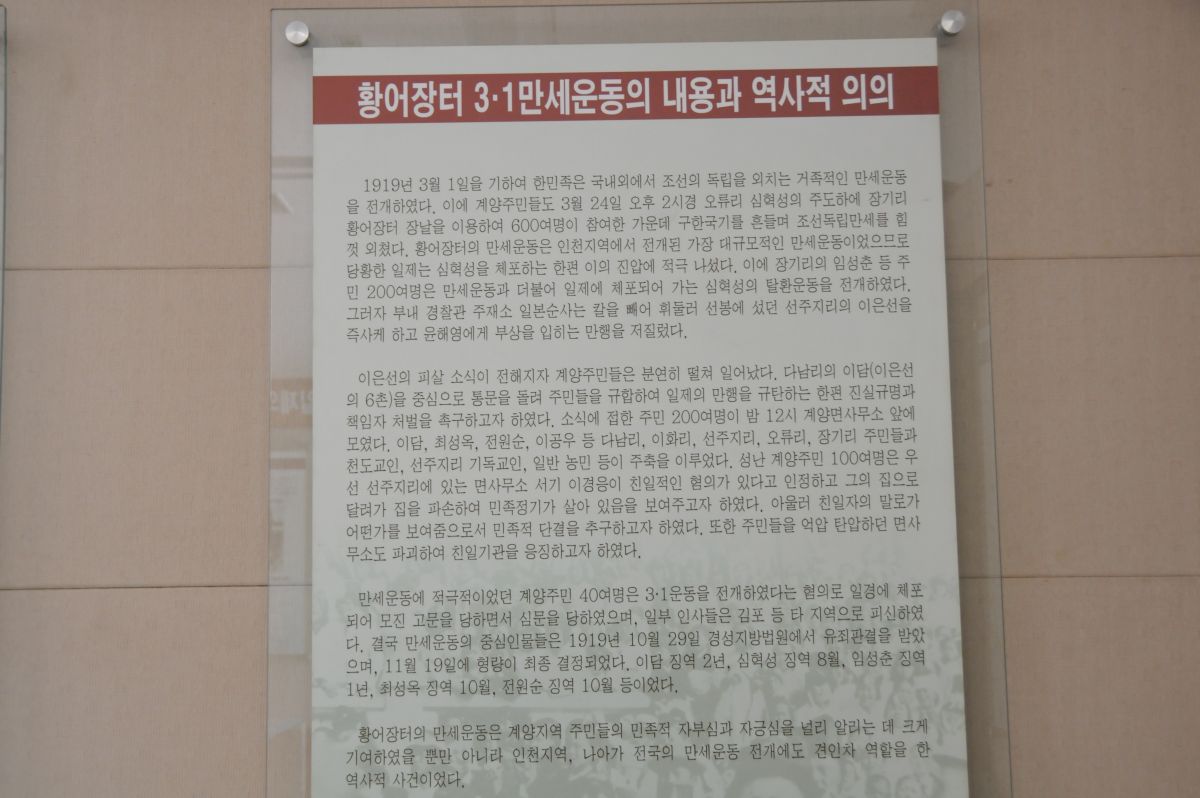 황어장터 3·1만세운동의 내용과 역사적 의의
1919년 3월 1일을 기하여 한민족은 국내외에서 조선의 독립을 외치는 거족적인 만세운동
을 전개하였다. 이에 계양주민들도 3월 24일 오후 2시경 오류리 심혁성의 주도하에 장기리
황어장터 장날을 이용하여 600여명이 참여한 가운데 구한국기를 흔들며 조선독립만세를 힘
껏 외쳤다. 황어장터의 만세운동은 인천지역에서 전개된 가장 대규모적인 만세운동이었으므로
당황한 일제는 심혁성을 체포하는 한편 이의 진압에 적극 나섰다. 이에 장기리의 임성춘 등 주
민 200여명은 만세운동과 더불어 일제에 체포되어 가는 심혁성의 탈환운동을 전개하였다.
그러자 부내 경찰관 주재소 일본순사는 칼을 빼어 휘둘러 선봉에 섰던 선주지리의 이은선을
즉사케 하고 윤해영에게 부상을 입히는 만행을 저질렀다.
이은선의 피살 소식이 전해지자 계양주민들은 분연히 떨쳐 일어났다. 다남리의 이담(이은선
의 6촌)을 중심으로 통문을 돌려 주민들을 규합하여 일제의 만행을 규탄하는 한편 진실규명과
책임자 처벌을 촉구하고자 하였다. 소식에 접한 주민 200여명이 밤 12시 계양면사무소 앞에
모였다. 이담, 최성옥, 전원순, 이공우 등 다남리, 이화리, 선주지리, 오류리, 장기리 주민들과
천도교인, 선주지리 기독교인, 일반 농민 등이 주축을 이루었다. 성난 계양주민 100여명은 우
선 선주지리에 있는 면사무소 서기 이경응이 친일적인 혐의가 있다고 인정하고 그의 집으로
달려가 집을 파손하여 민족정기가 살아 있음을 보여주고자 하였다. 아울러 친일자의 말로가
어떤가를 보여줌으로서 민족적 단결을 추구하고자 하였다. 또한 주민들을 억압 탄압하던 면사
무소도 파괴하여 친일기관을 응징하고자 하였다.
만세운동에 적극적이었던 계양주민 40여명은 3·1운동을 전개하였다는 혐의로 일경에 체포
되어 모진 고문을 당하면서 심문을 당하였으며, 일부 인사들은 김포 등 타 지역으로 피신하였
다. 결국 만세운동의 중심인물들은 1919년 10월 29일 경성지방법원에서 유죄판결을 받았
으며, 11월 19일에 형량이 최종 결정되었다. 이담 징역 2년, 심혁성 징역 8월, 임성춘 징역
1년, 최성옥 징역 10월, 전원순 징역 10월 등이었다.
황어장터의 만세운동은 계양지역 주민들의 민족적 자부심과 자긍심을 널리 알리는 데 크게
기여하였을 뿐만 아니라 인천지역, 나아가 전국의 만세운동 전개에도 견인차 역할을 한
역사적 사건이었다.